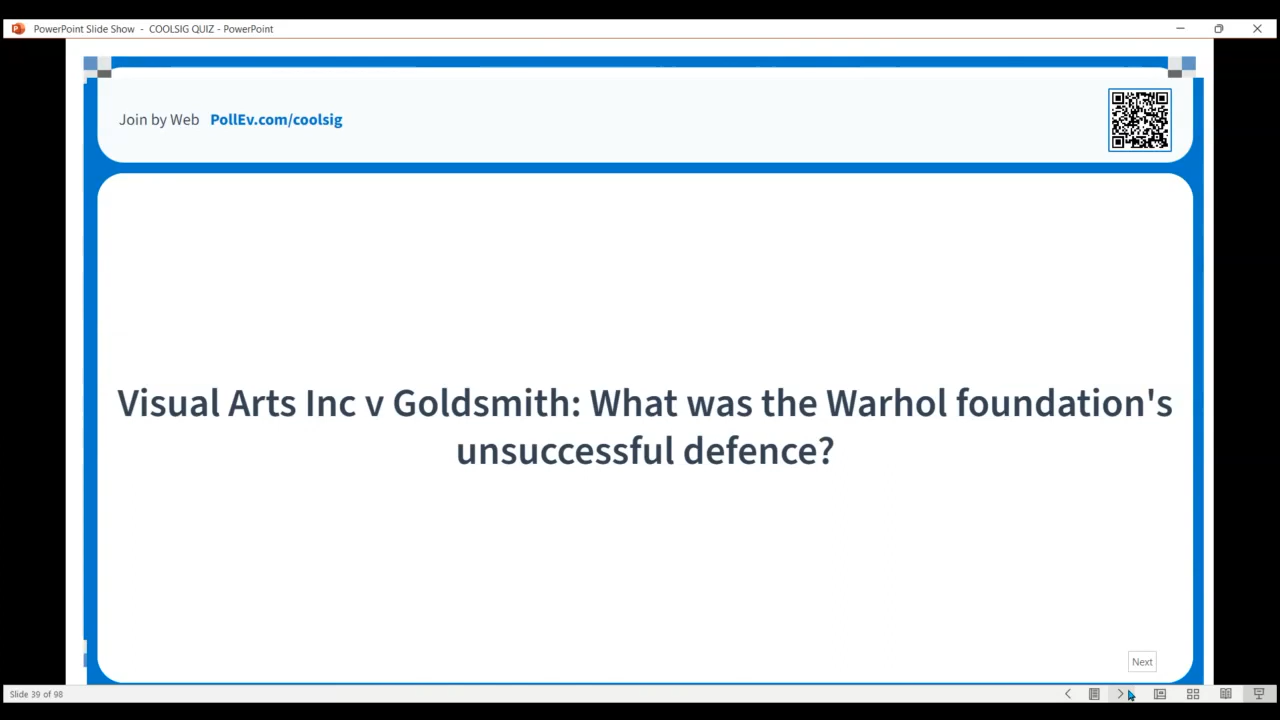 PowerPoint Slide Show - COOLSIG QUIZ - PowerPoint
Join by Web PollEv.com/coolsig
Visual Arts Inc v Goldsmith: What was the Warhol foundation's
unsuccessful defence?
Next
Slide 39 of 98